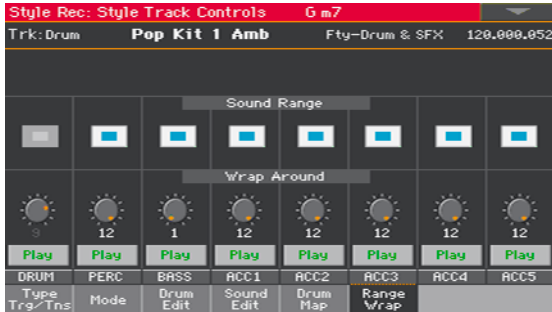 Style Rec: Style Track Controls G m7
Trk:Drum Pop Kit 1 Amb Fty-Drum & SFX 120.000.052
Sound Range
Wrap Around
9 12 1 12 12 12 12 12
Play Play Play Play Play Play Play Play
DRUM PERC BASS ACC1 ACC2 ACC3 ACC4 ACC5
Type Mode Drum Sound Drum Range
Trg/Tns Edit Edit Map Wrap